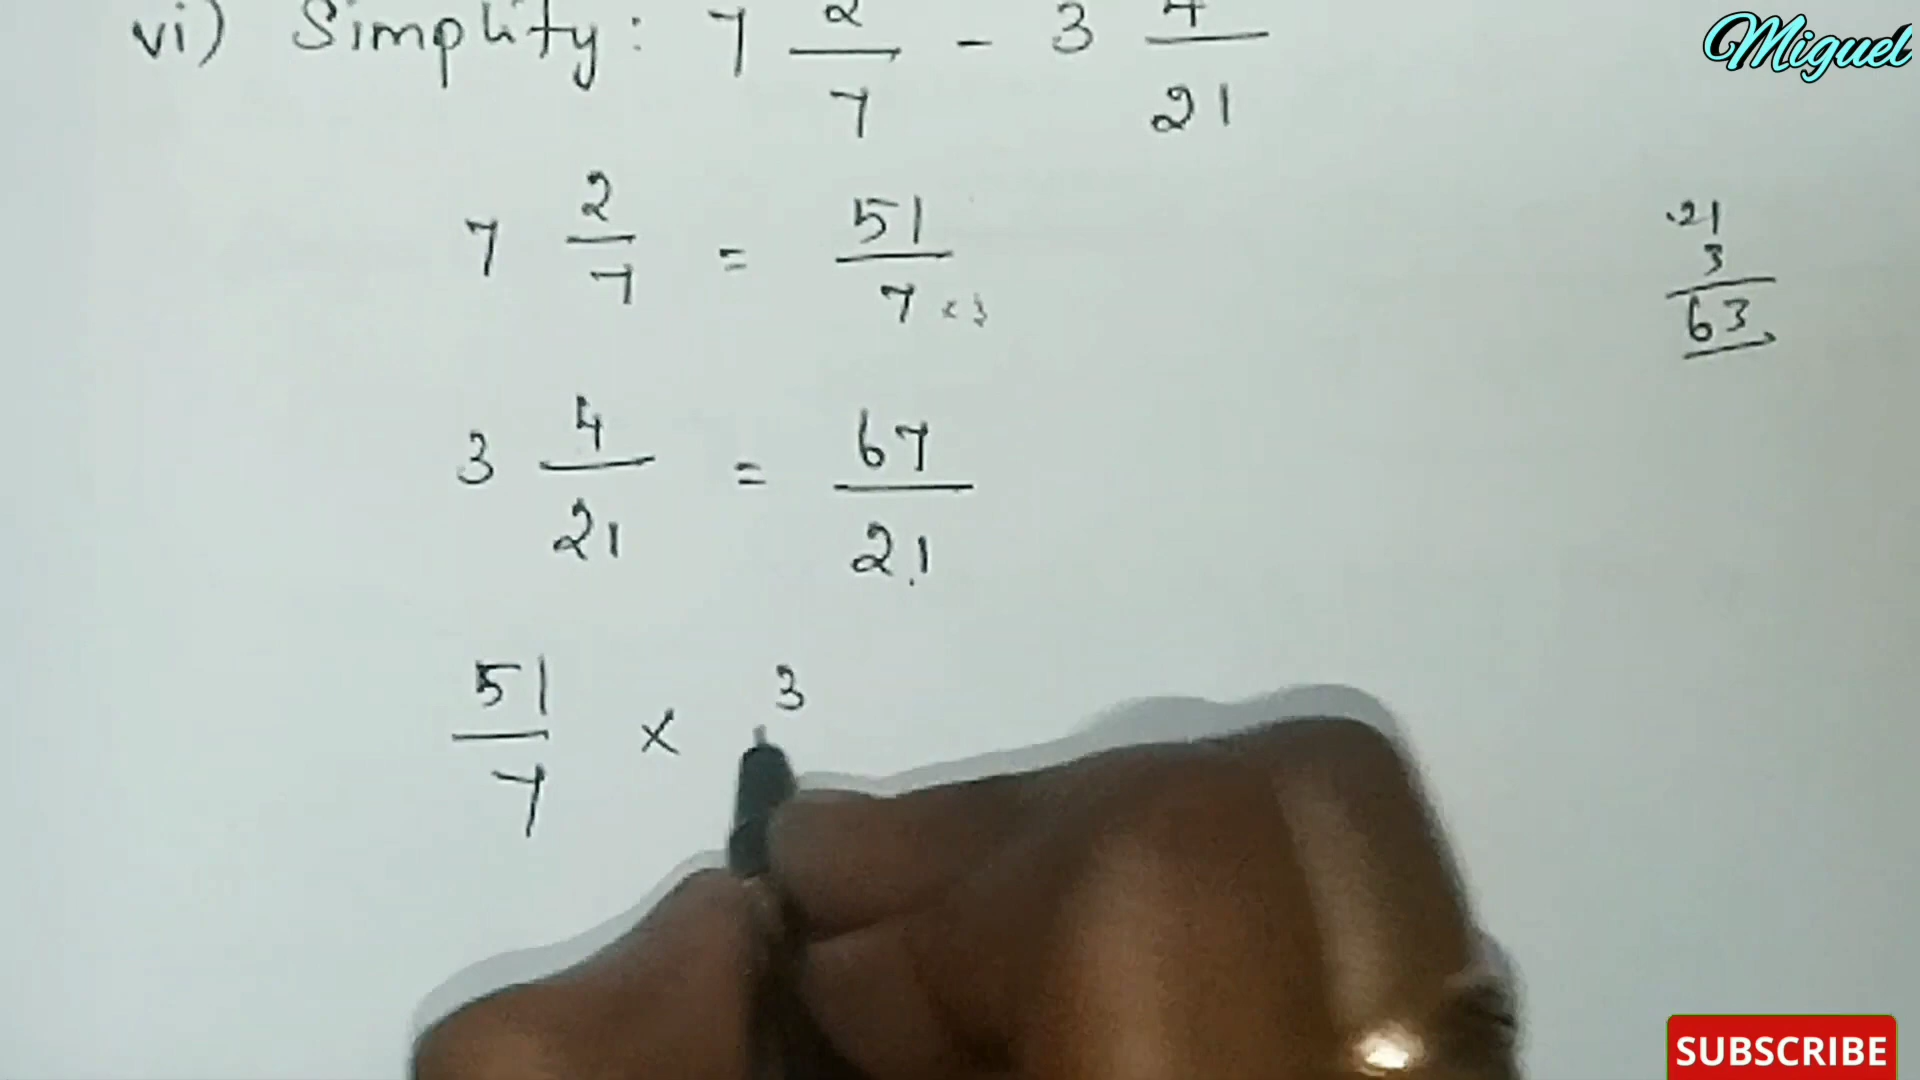 vi) Simplify: 7 2/7 - 3 4/21
Miguel
7 2/7 = 51/7 × 3
21
3
63
3 4/21 = 67/21
51/7 × 3
SUBSCRIBE